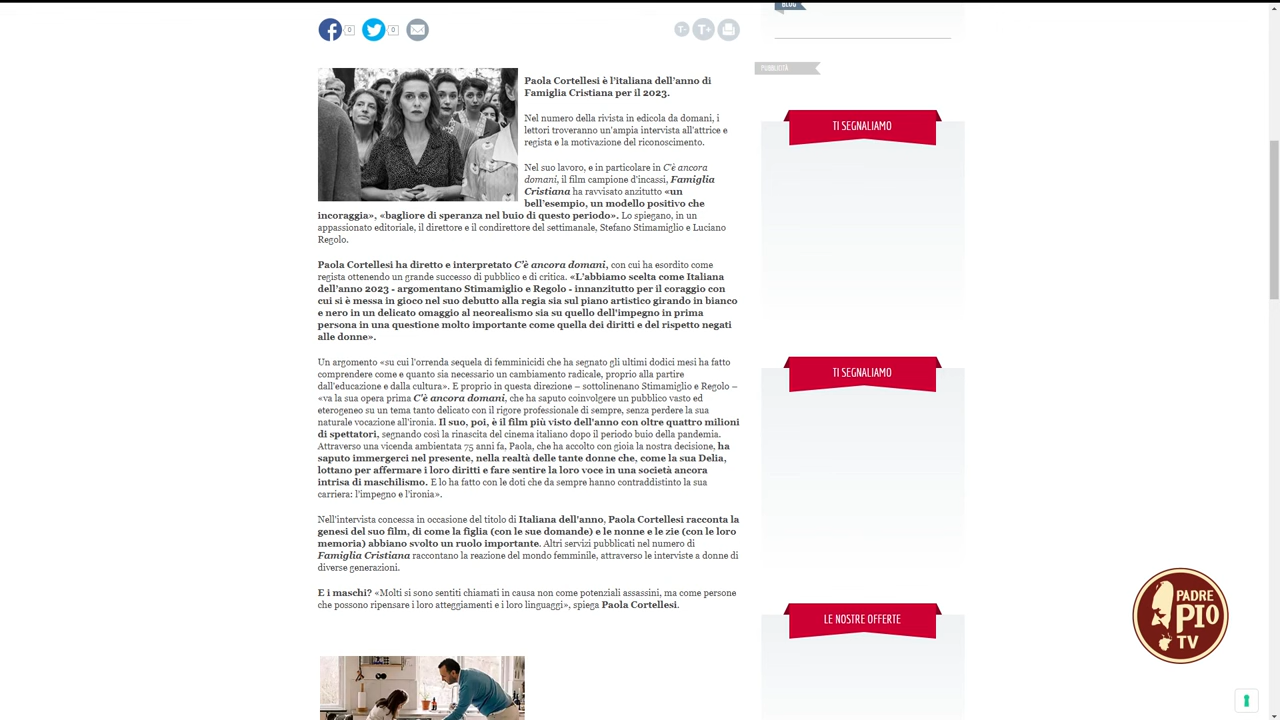 BLOG
0
0
T-
T+
PUBBLICITÀ
Paola Cortellesi è l'italiana dell'anno di
Famiglia Cristiana per il 2023.
Nel numero della rivista in edicola da domani, i
lettori troveranno un'ampia intervista all'attrice e
regista e la motivazione del riconoscimento.
Nel suo lavoro, e in particolare in C'è ancora
domani, il film campione d'incassi, Famiglia
Cristiana ha ravvisato anzitutto «un
bell'esempio, un modello positivo che
incoraggia», «bagliore di speranza nel buio di questo periodo». Lo spiegano, in un
appassionato editoriale, il direttore e il condirettore del settimanale, Stefano Stimamiglio e Luciano
Regolo.
Paola Cortellesi ha diretto e interpretato C'è ancora domani, con cui ha esordito come
regista ottenendo un grande successo di pubblico e di critica. «L'abbiamo scelta come Italiana
dell'anno 2023 - argomentano Stimamiglio e Regolo - innanzitutto per il coraggio con
cui si è messa in gioco nel suo debutto alla regia sia sul piano artistico girando in bianco
e nero in un delicato omaggio al neorealismo sia su quello dell'impegno in prima
persona in una questione molto importante come quella dei diritti e del rispetto negati
alle donne».
Un argomento «su cui l'orrenda sequela di femminicidi che ha segnato gli ultimi dodici mesi ha fatto
comprendere come e quanto sia necessario un cambiamento radicale, proprio alla partire
dall'educazione e dalla cultura». E proprio in questa direzione – sottolinenano Stimamiglio e Regolo –
«va la sua opera prima C'è ancora domani, che ha saputo coinvolgere un pubblico vasto ed
eterogeneo su un tema tanto delicato con il rigore professionale di sempre, senza perdere la sua
naturale vocazione all'ironia. Il suo, poi, è il film più visto dell'anno con oltre quattro milioni
di spettatori, segnando così la rinascita del cinema italiano dopo il periodo buio della pandemia.
Attraverso una vicenda ambientata 75 anni fa, Paola, che ha accolto con gioia la nostra decisione, ha
saputo immergerci nel presente, nella realtà delle tante donne che, come la sua Delia,
lottano per affermare i loro diritti e fare sentire la loro voce in una società ancora
intrisa di maschilismo. E lo ha fatto con le doti che da sempre hanno contraddistinto la sua
carriera: l'impegno e l'ironia».
Nell'intervista concessa in occasione del titolo di Italiana dell'anno, Paola Cortellesi racconta la
genesi del suo film, di come la figlia (con le sue domande) e le nonne e le zie (con le loro
memoria) abbiano svolto un ruolo importante. Altri servizi pubblicati nel numero di
Famiglia Cristiana raccontano la reazione del mondo femminile, attraverso le interviste a donne di
diverse generazioni.
E i maschi? «Molti si sono sentiti chiamati in causa non come potenziali assassini, ma come persone
che possono ripensare i loro atteggiamenti e i loro linguaggi», spiega Paola Cortellesi.
TI SEGNALIAMO
TI SEGNALIAMO
LE NOSTRE OFFERTE
PADRE
PIO
TV